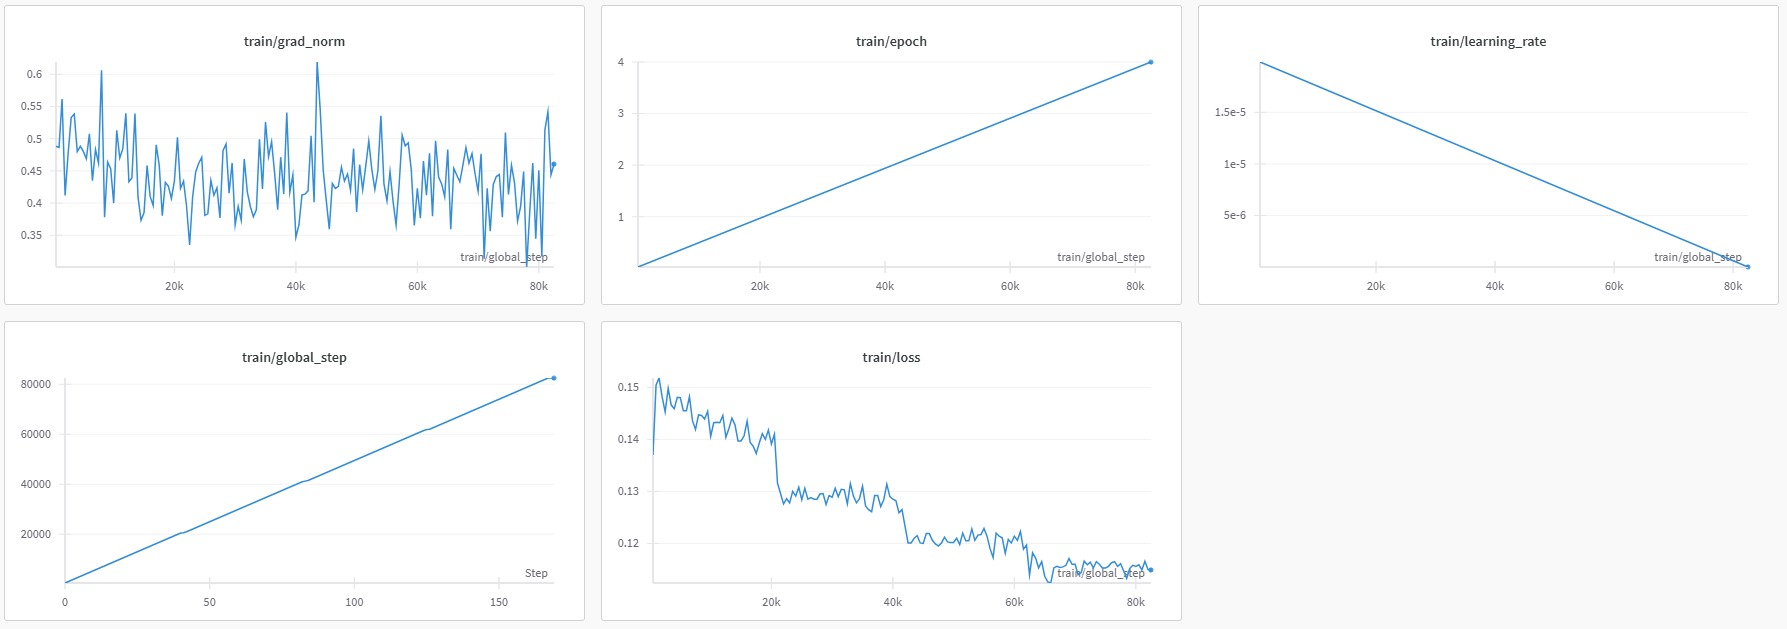 train/grad_norm
0.6
0.55
0.5
0.45
0.4
0.35
train/global_step
20k 40k 60k 80k
train/epoch
4
3
2
1
train/global_step
20k 40k 60k 80k
train/learning_rate
1.5e-5
1e-5
5e-6
train/global_step
20k 40k 60k 80k
train/global_step
80000
60000
40000
20000
Step
0 50 100 150
train/loss
0.15
0.14
0.13
0.12
train/global_step
20k 40k 60k 80k